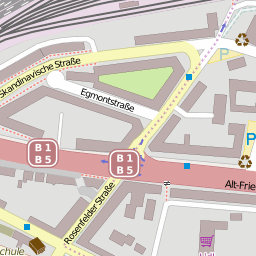 Skandinavische Straße
P
Egmontstraße
P
B 1
B 5
B 1
B 5
Alt-Frie
Rosenfelder Straße
schule